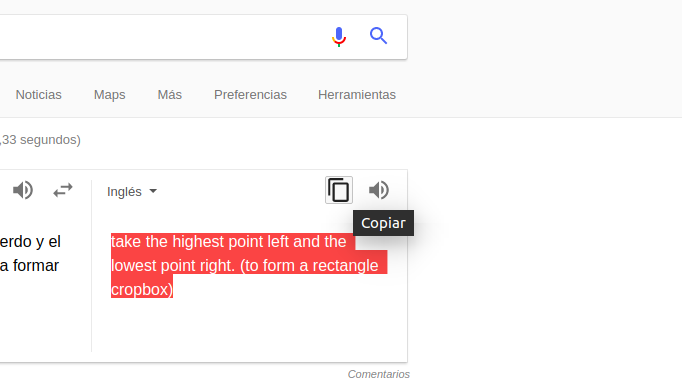 Noticias Maps Más Preferencias Herramientas
,33 segundos)
Inglés
Copiar
erdo y el
a formar
take the highest point left and the
lowest point right. (to form a rectangle
cropbox)
Comentarios